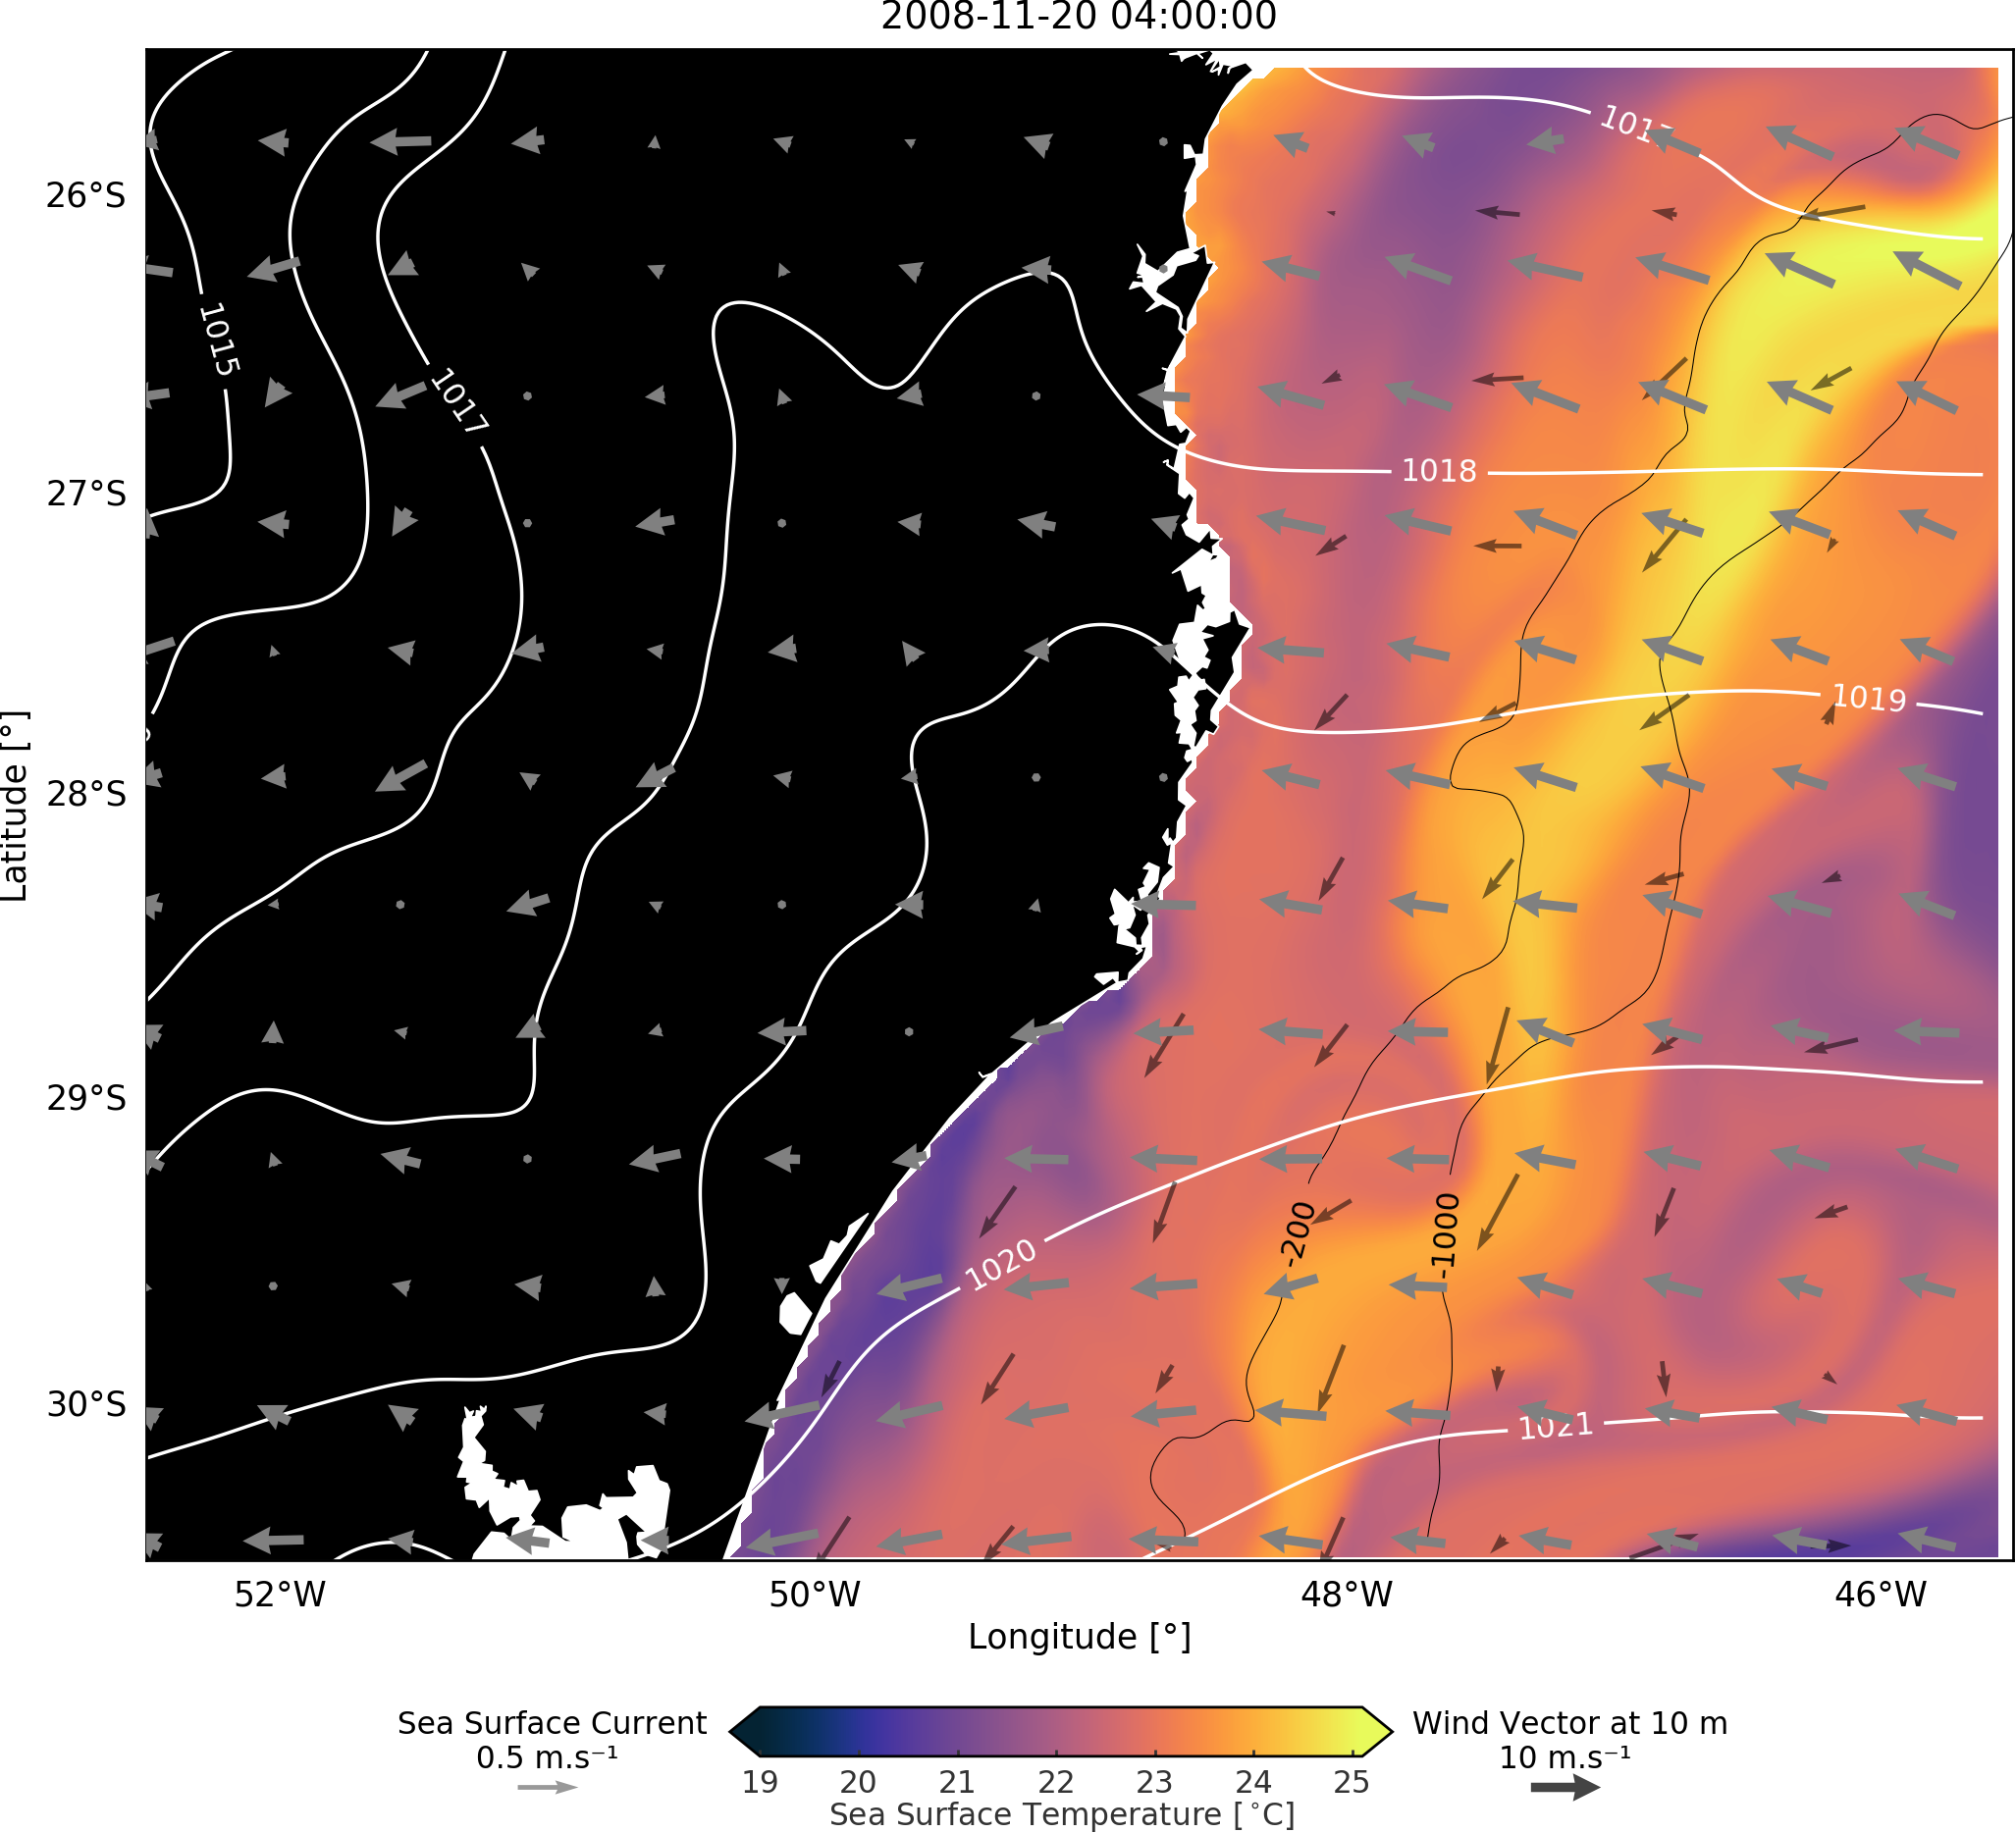 2008-11-20 04:00:00
26°S
1015
1017
1018
27°S
1019
Latitude [°]
28°S
29°S
-200
-1000
1020
30°S
1021
52°W
50°W
48°W
46°W
Longitude [°]
Sea Surface Current
0.5 m.s⁻¹
Wind Vector at 10 m
10 m.s⁻¹
19 20 21 22 23 24 25
Sea Surface Temperature [°C]